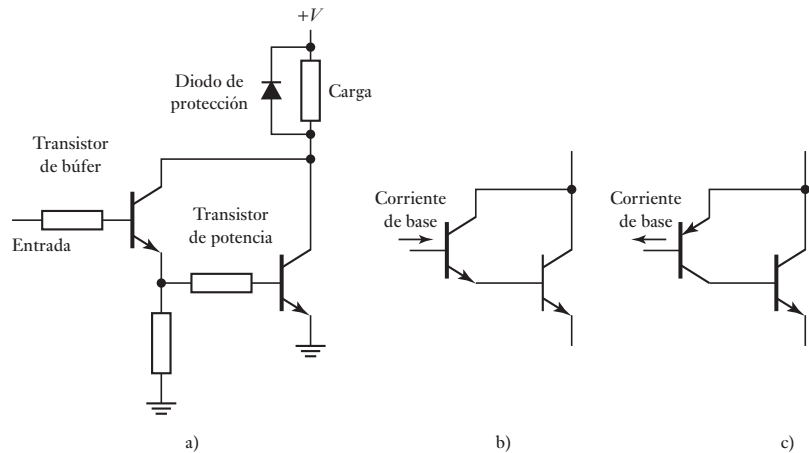 +V
Diodo de
protección
Carga
Transistor
de búfer
Entrada
Transistor
de potencia
Corriente
de base
Corriente
de base
a)
b)
c)